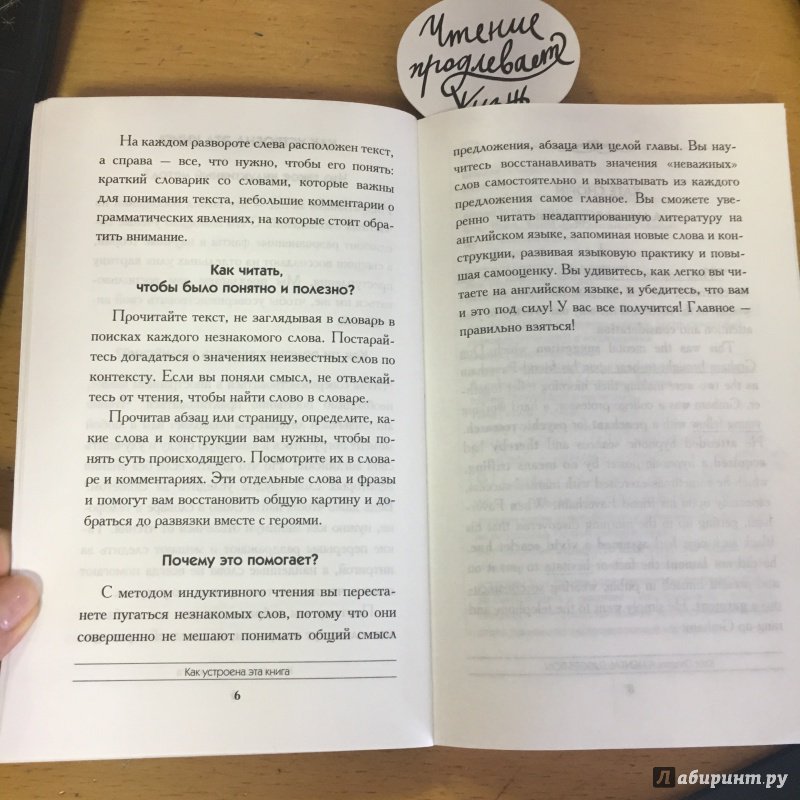 Чтение
продлевает
жизнь
На каждом развороте слева расположен текст,
а справа — все, что нужно, чтобы его понять:
краткий словарик со словами, которые важны
для понимания текста, небольшие комментарии о
грамматических явлениях, на которые стоит обра-
тить внимание.
Как читать,
чтобы было понятно и полезно?
Прочитайте текст, не заглядывая в словарь в
поисках каждого незнакомого слова. Постарай-
тесь догадаться о значениях неизвестных слов по
контексту. Если вы поняли смысл, не отвлекай-
тесь от чтения, чтобы найти слово в словаре.
Прочитав абзац или страницу, определите, ка-
кие слова и конструкции вам нужны, чтобы по-
нять суть происходящего. Посмотрите их в слова-
ре и комментариях. Эти отдельные слова и фразы
и помогут вам восстановить общую картину и до-
браться до развязки вместе с героями.
Почему это помогает?
С методом индуктивного чтения вы переста-
нете пугаться незнакомых слов, потому что они
совершенно не мешают понимать общий смысл
Как устроена эта книга
6
предложения, абзаца или целой главы. Вы нау-
читесь восстанавливать значения «неважных»
слов самостоятельно и выхватывать из каждого
предложения самое главное. Вы сможете уве-
ренно читать неадаптированную литературу на
английском языке, запоминая новые слова и кон-
струкции, развивая языковую практику и повы-
шая самооценку. Вы удивитесь, как легко вы чи-
таете на английском языке, и убедитесь, что вам
и это под силу! У вас все получится! Главное —
правильно взяться!
Лабиринт.ру